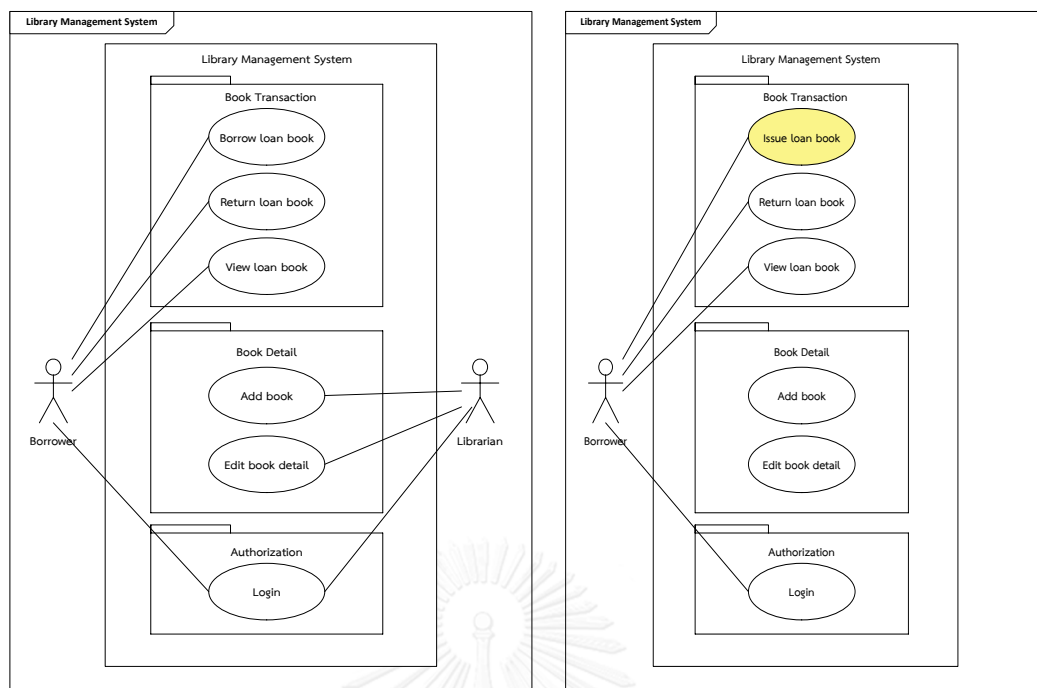 Library Management System
Library Management System
Book Transaction
Borrow loan book
Return loan book
View loan book
Book Detail
Add book
Edit book detail
Borrower
Librarian
Authorization
Login
Library Management System
Library Management System
Book Transaction
Issue loan book
Return loan book
View loan book
Book Detail
Add book
Edit book detail
Borrower
Authorization
Login